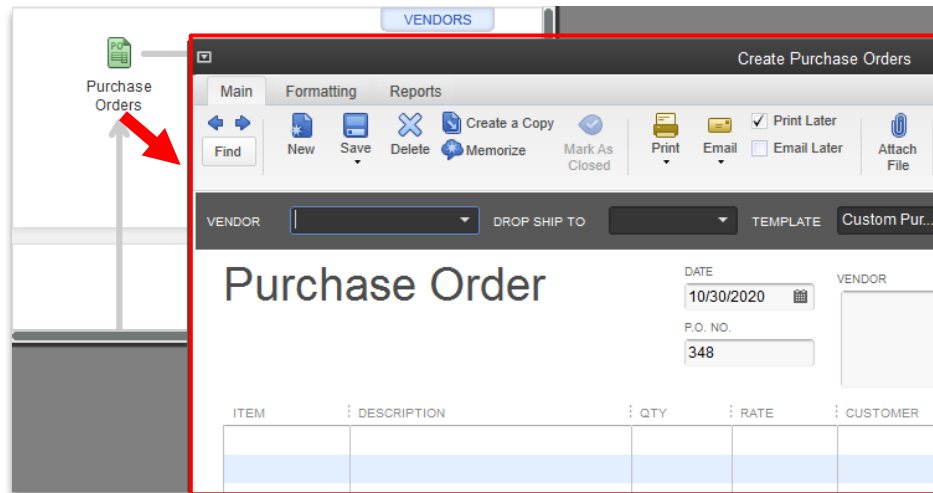 VENDORS
PO
Purchase
Orders
Create Purchase Orders
Main Formatting Reports
Find
New
Save
Delete
Create a Copy
Memorize
Mark As
Closed
Print
Email
Print Later
Email Later
Attach
File
VENDOR
DROP SHIP TO
TEMPLATE Custom Pur...
Purchase Order
DATE
10/30/2020
P.O. NO.
348
VENDOR
ITEM DESCRIPTION QTY RATE CUSTOMER